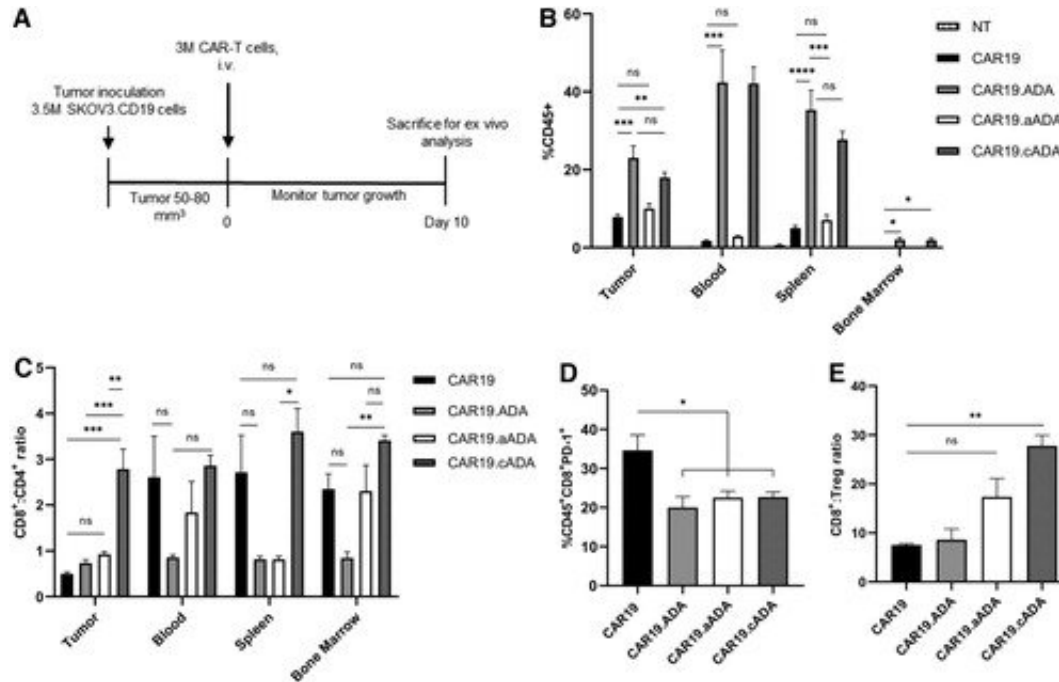 A
3M CAR-T cells,
i.v.
Tumor inoculation
3.5M SKOV3.CD19 cells
Sacrifice for ex vivo
analysis
Tumor 50-80
mm³
Monitor tumor growth
0
Day 10
B
%CD45+
60
40
20
0
ns
**
***
ns
ns
***
ns
***
****
ns
*
*
Tumor
Blood
Spleen
Bone Marrow
NT
CAR19
CAR19.ADA
CAR19.aADA
CAR19.cADA
C
CD8⁺:CD4⁺ ratio
5
4
3
2
1
0
**
***
***
ns
ns
ns
ns
*
ns
ns
ns
**
ns
Tumor
Blood
Spleen
Bone Marrow
CAR19
CAR19.ADA
CAR19.aADA
CAR19.cADA
D
%CD45⁺CD8⁺PD-1⁺
50
40
30
20
10
0
*
CAR19
CAR19.ADA
CAR19.aADA
CAR19.cADA
E
CD8⁺:Treg ratio
40
30
20
10
0
**
ns
CAR19
CAR19.ADA
CAR19.aADA
CAR19.cADA